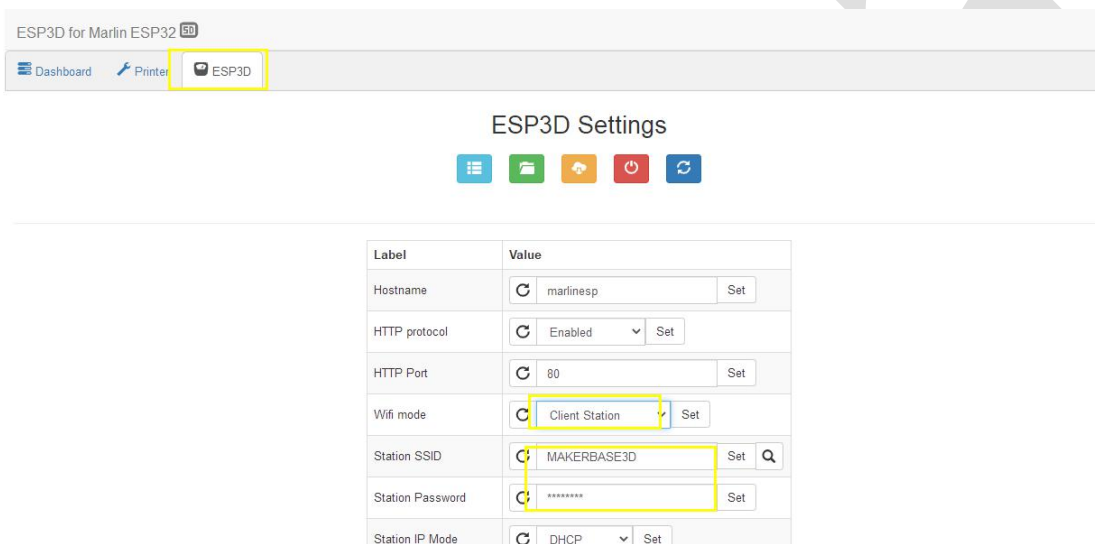 ESP3D for Marlin ESP32 SD
Dashboard Printer ESP3D
ESP3D Settings
Label Value
Hostname marlinesp Set
HTTP protocol Enabled Set
HTTP Port 80 Set
Wifi mode Client Station Set
Station SSID MAKERBASE3D Set
Station Password ******** Set
Station IP Mode DHCP Set